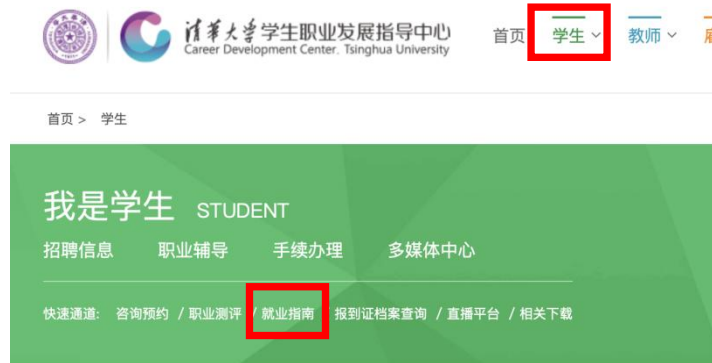 清华大学学生职业发展指导中心
Career Development Center. Tsinghua University
首页 学生 教师
首页 > 学生
我是学生 STUDENT
招聘信息 职业辅导 手续办理 多媒体中心
快速通道: 咨询预约 / 职业测评 / 就业指南 / 报到证档案查询 / 直播平台 / 相关下载